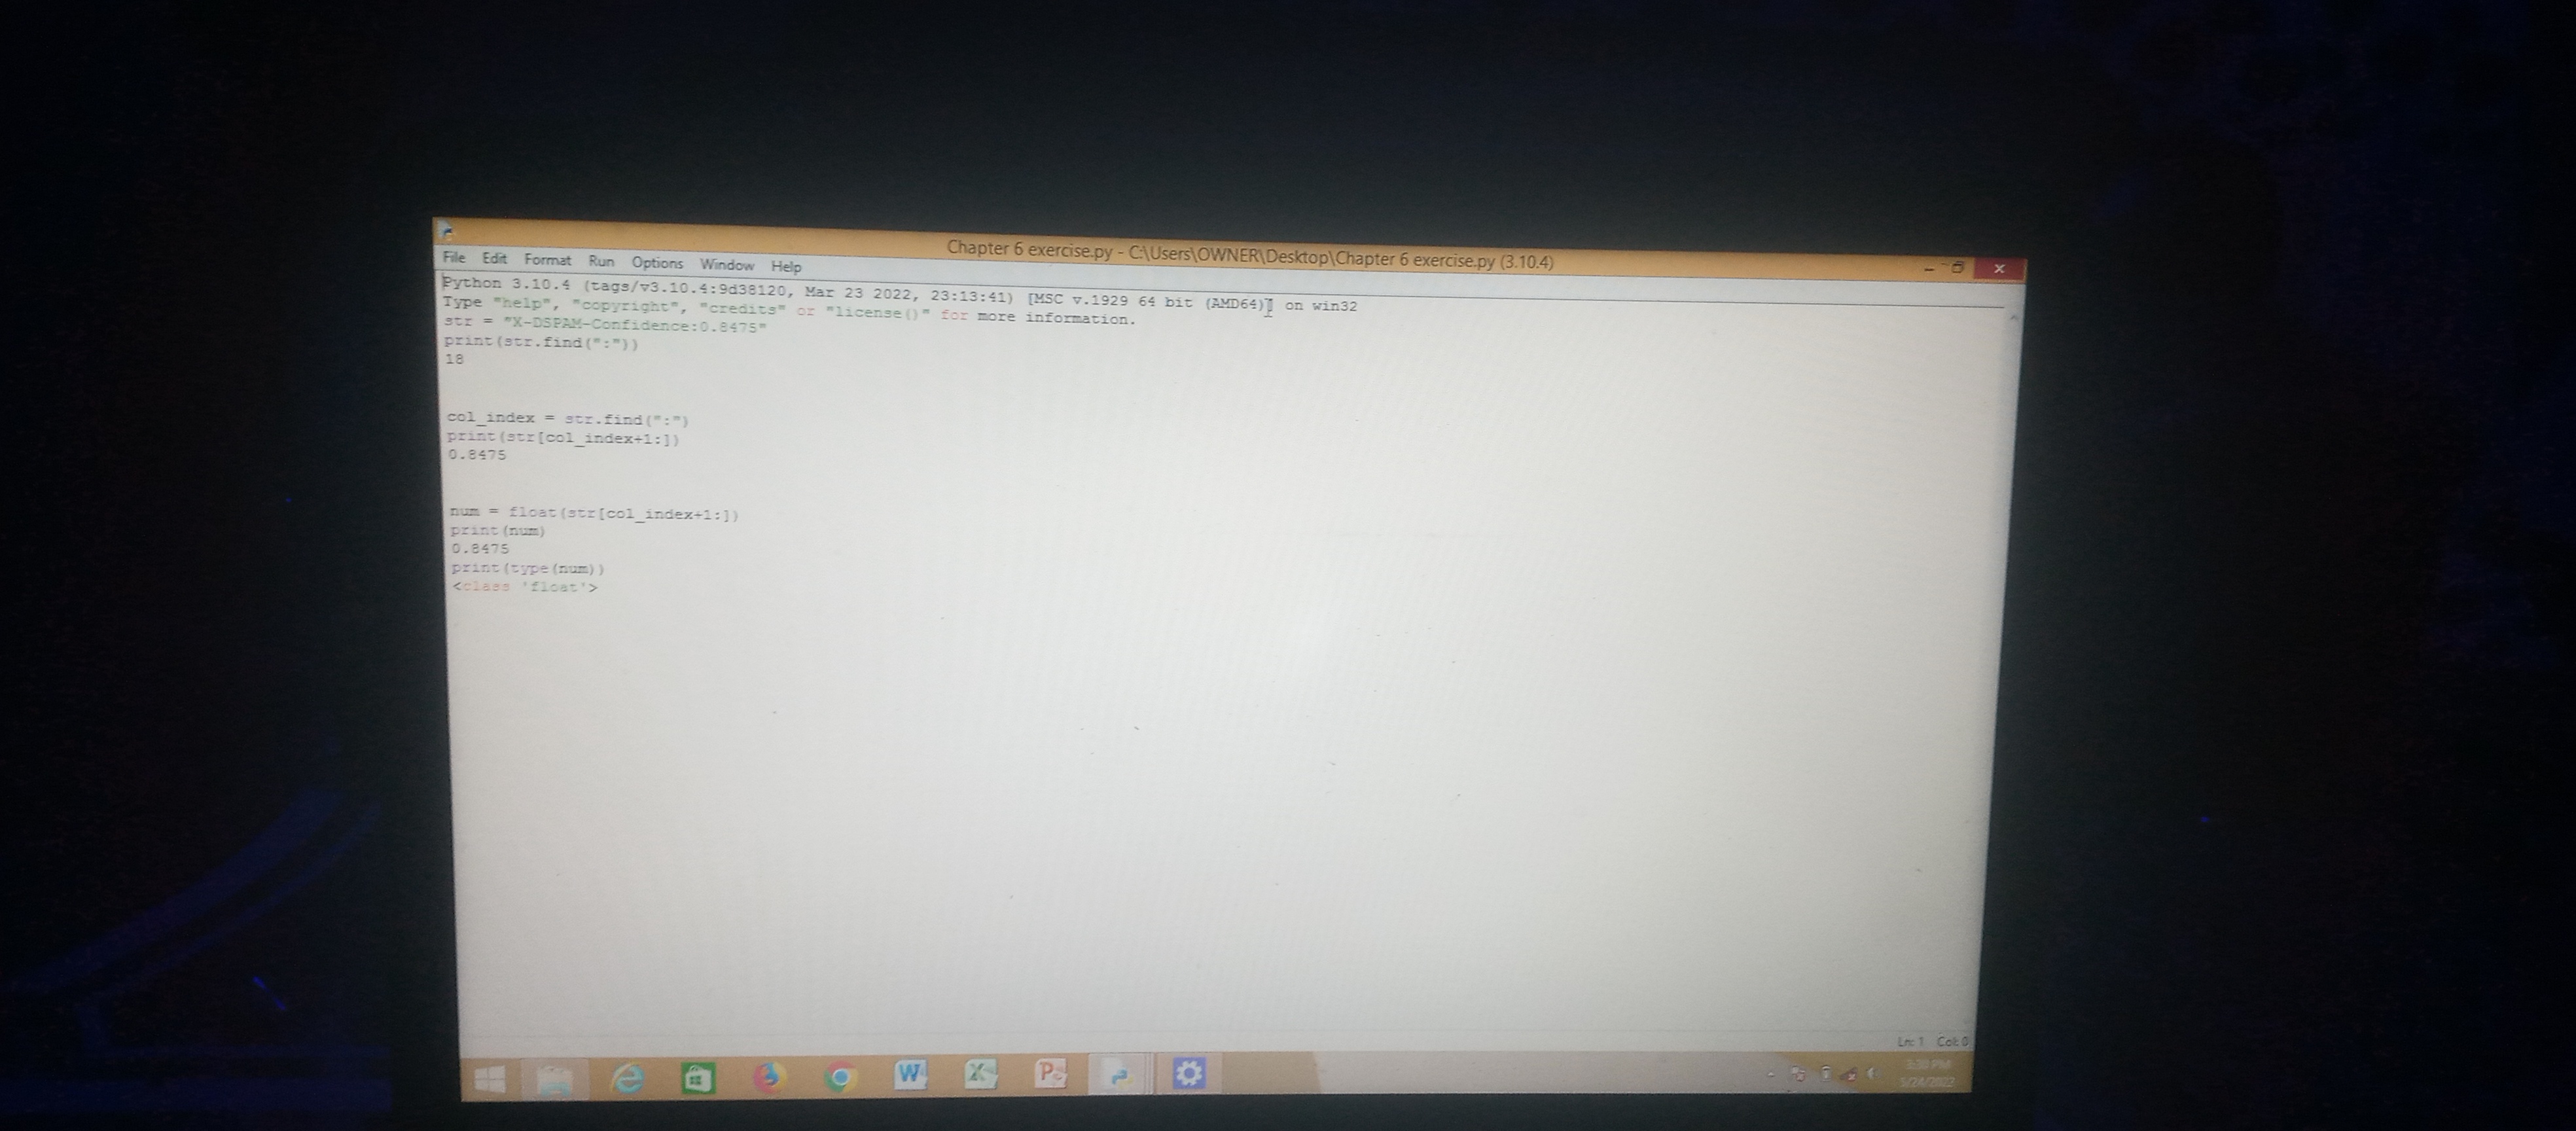 Chapter 6 exercise.py - C:\Users\OWNER\Desktop\Chapter 6 exercise.py (3.10.4)
File Edit Format Run Options Window Help
Python 3.10.4 (tags/v3.10.4:9d38120, Mar 23 2022, 23:13:41) [MSC v.1929 64 bit (AMD64)] on win32
Type "help", "copyright", "credits" or "license()" for more information.
str = "X-DSPAM-Confidence:0.8475"
print(str.find(":"))
18
col_index = str.find(":")
print(str[col_index+1:])
0.8475
num = float(str[col_index+1:])
print(num)
0.8475
print(type(num))
<class 'float'>
Ln: 1 Col: 0
5/24/2022